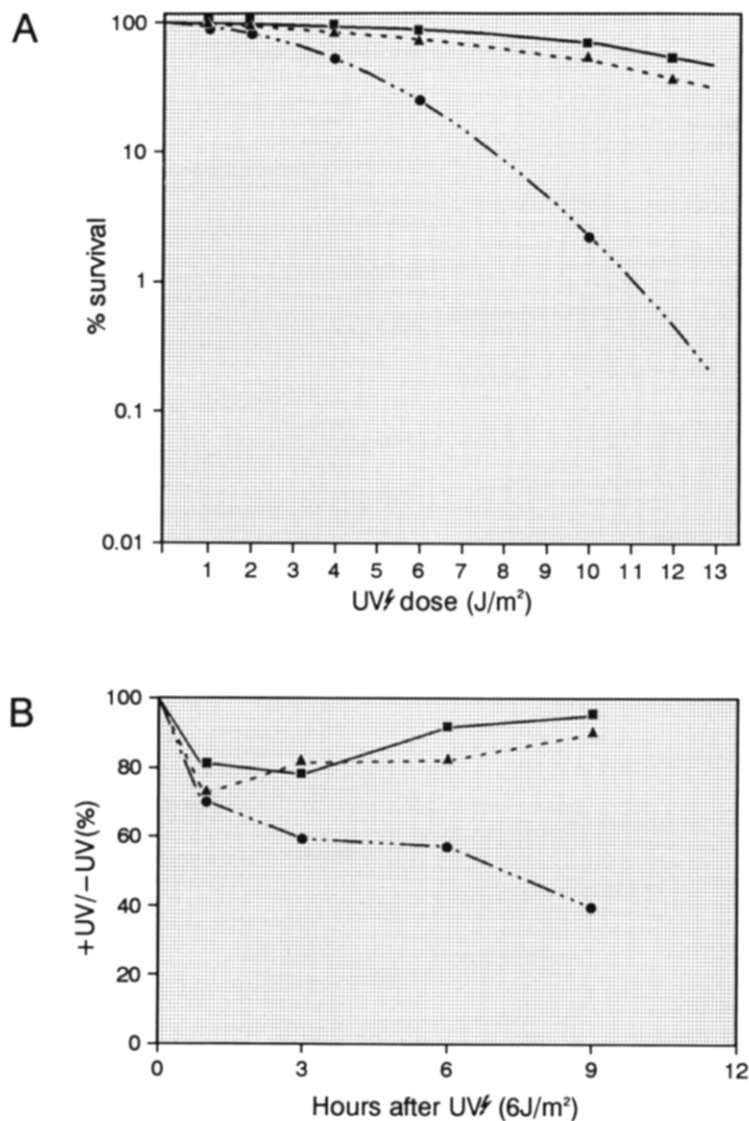 A
100
10
1
0.1
0.01
% survival
1 2 3 4 5 6 7 8 9 10 11 12 13
UV dose (J/m²)
B
100
80
60
40
20
0
+UV/−UV (%)
0 3 6 9 12
Hours after UV (6J/m²)